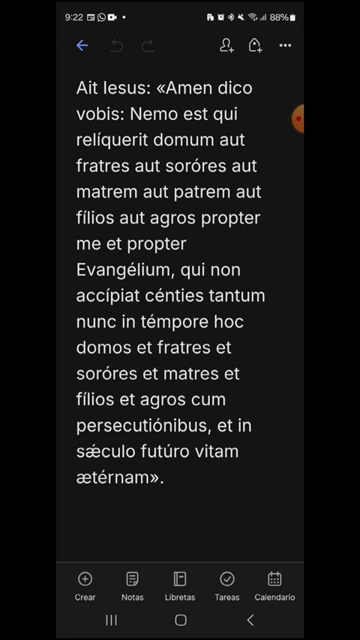 9:22
88%
Ait Iesus: «Amen dico
vobis: Nemo est qui
relíquerit domum aut
fratres aut soróres aut
matrem aut patrem aut
fílios aut agros propter
me et propter
Evangélium, qui non
accípiat cénties tantum
nunc in témpore hoc
domos et fratres et
soróres et matres et
fílios et agros cum
persecutiónibus, et in
sǽculo futúro vitam
ætérnam».
Crear Notas Libretas Tareas Calendario